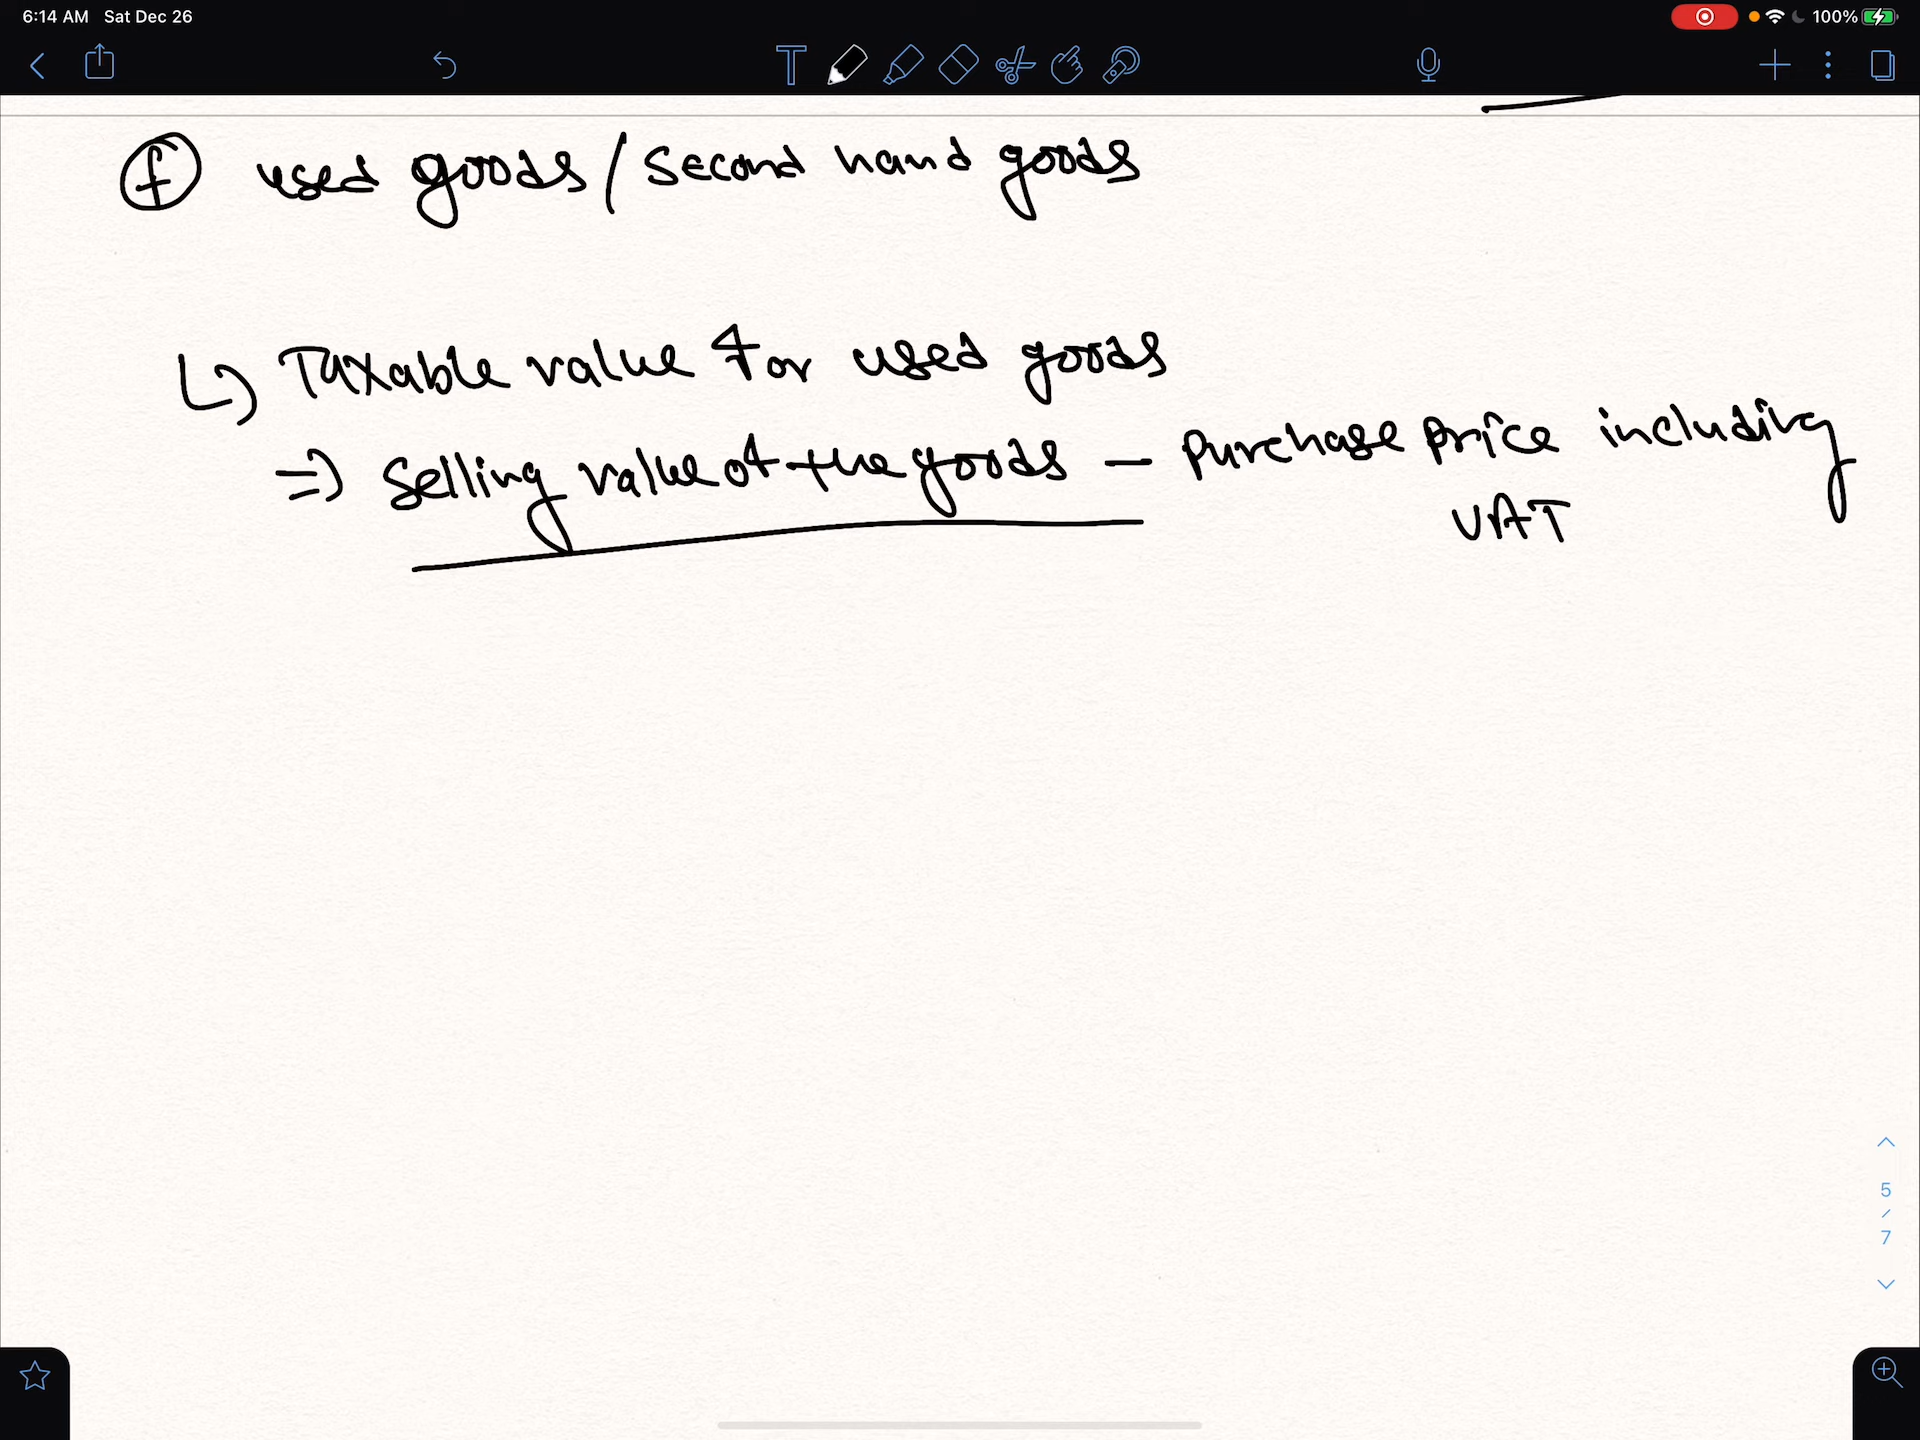 6:14 AM Sat Dec 26
100%
T
f used goods / second hand goods
Taxable value for used goods
=> Selling value of the goods – Purchase price including
VAT
5
/
7